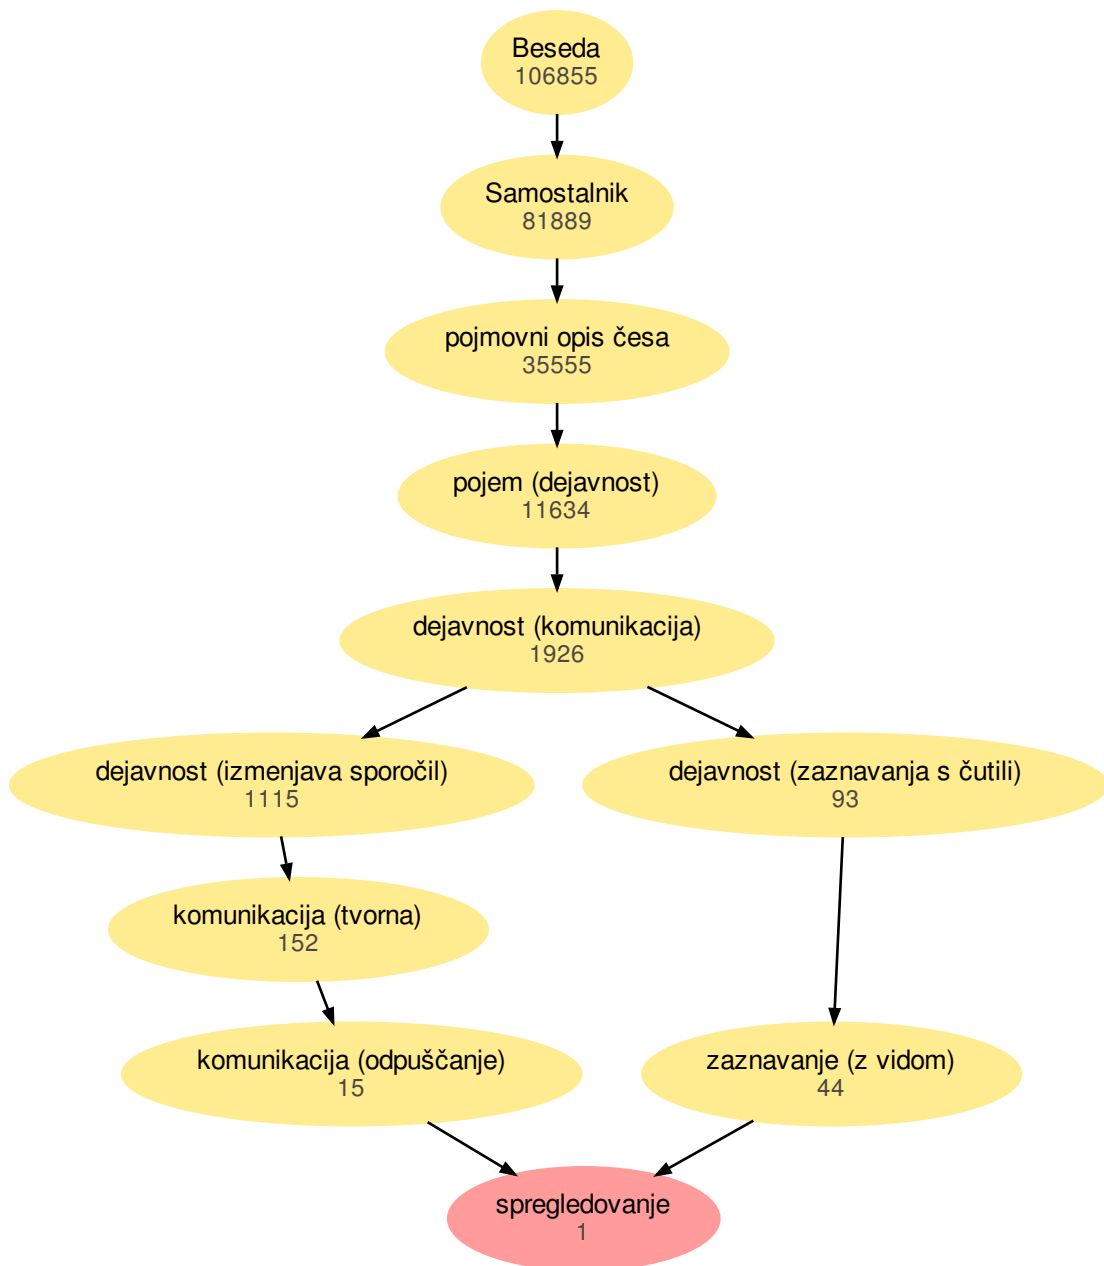 Beseda
106855
Samostalnik
81889
pojmovni opis česa
35555
pojem (dejavnost)
11634
dejavnost (komunikacija)
1926
dejavnost (izmenjava sporočil)
1115
dejavnost (zaznavanja s čutili)
93
komunikacija (tvorna)
152
komunikacija (odpuščanje)
15
zaznavanje (z vidom)
44
spregledovanje
1